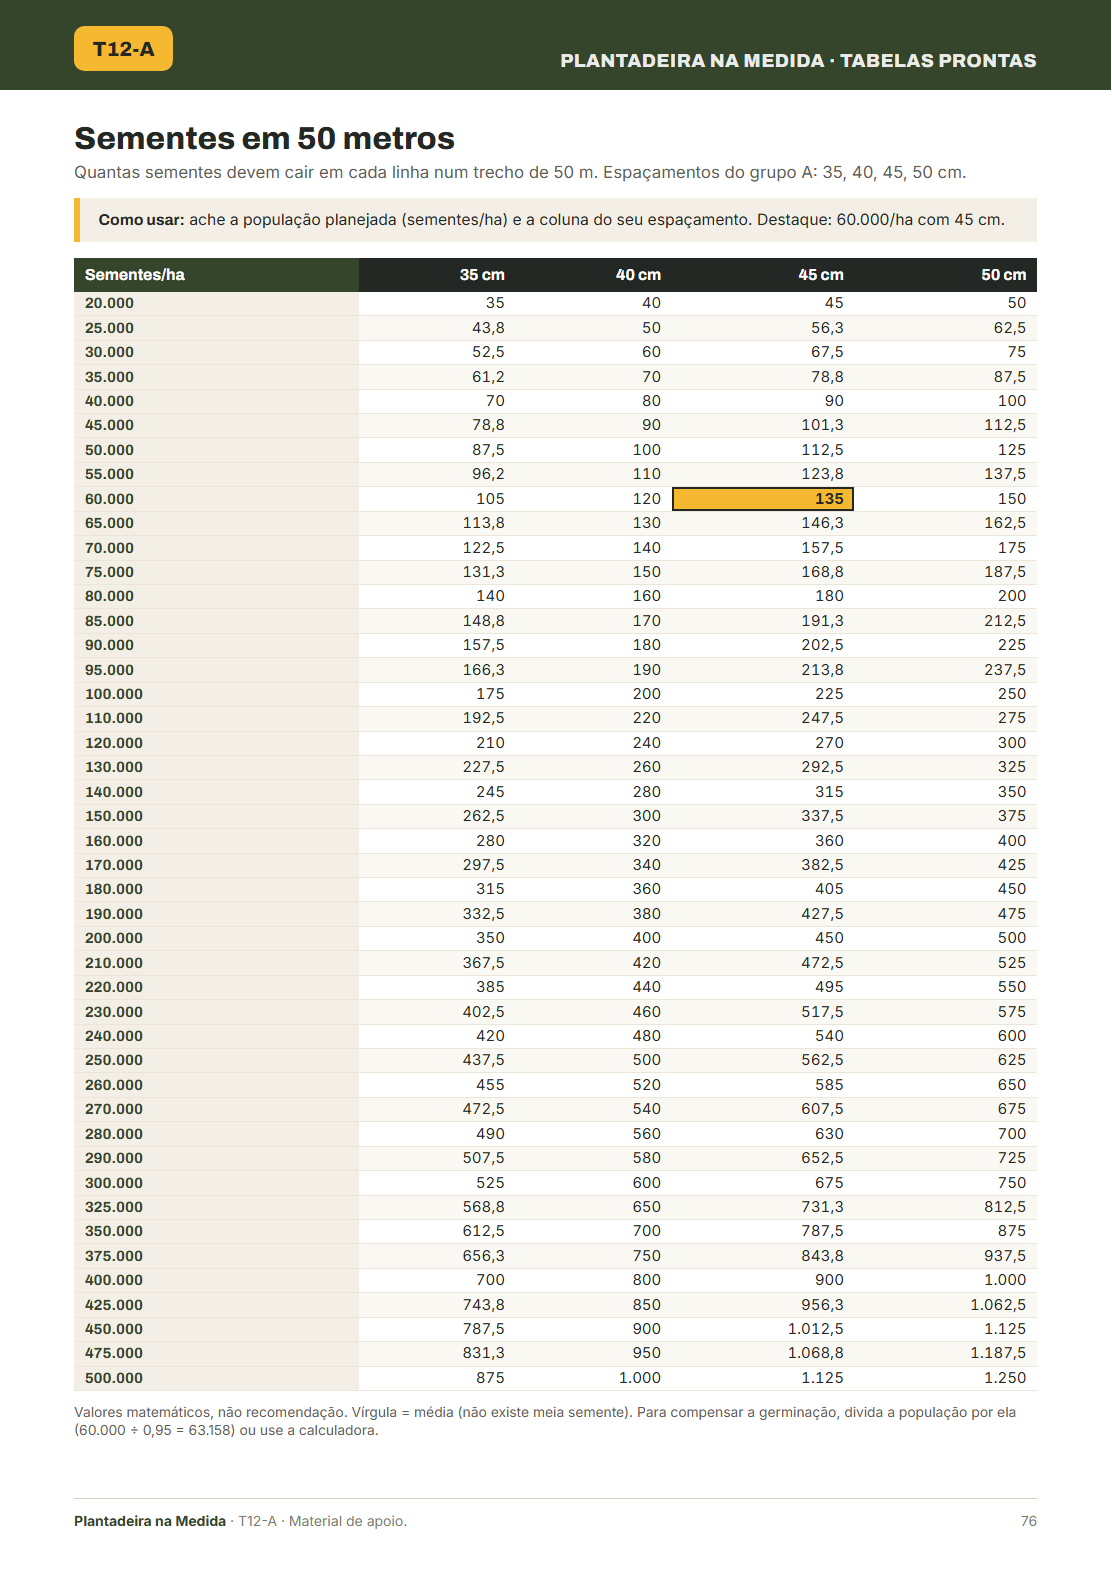 T12-A
PLANTADEIRA NA MEDIDA · TABELAS PRONTAS
Sementes em 50 metros
Quantas sementes devem cair em cada linha num trecho de 50 m. Espaçamentos do grupo A: 35, 40, 45, 50 cm.
Como usar: ache a população planejada (sementes/ha) e a coluna do seu espaçamento. Destaque: 60.000/ha com 45 cm.
Sementes/ha 35 cm 40 cm 45 cm 50 cm
20.000 35 40 45 50
25.000 43,8 50 56,3 62,5
30.000 52,5 60 67,5 75
35.000 61,2 70 78,8 87,5
40.000 70 80 90 100
45.000 78,8 90 101,3 112,5
50.000 87,5 100 112,5 125
55.000 96,2 110 123,8 137,5
60.000 105 120 135 150
65.000 113,8 130 146,3 162,5
70.000 122,5 140 157,5 175
75.000 131,3 150 168,8 187,5
80.000 140 160 180 200
85.000 148,8 170 191,3 212,5
90.000 157,5 180 202,5 225
95.000 166,3 190 213,8 237,5
100.000 175 200 225 250
110.000 192,5 220 247,5 275
120.000 210 240 270 300
130.000 227,5 260 292,5 325
140.000 245 280 315 350
150.000 262,5 300 337,5 375
160.000 280 320 360 400
170.000 297,5 340 382,5 425
180.000 315 360 405 450
190.000 332,5 380 427,5 475
200.000 350 400 450 500
210.000 367,5 420 472,5 525
220.000 385 440 495 550
230.000 402,5 460 517,5 575
240.000 420 480 540 600
250.000 437,5 500 562,5 625
260.000 455 520 585 650
270.000 472,5 540 607,5 675
280.000 490 560 630 700
290.000 507,5 580 652,5 725
300.000 525 600 675 750
325.000 568,8 650 731,3 812,5
350.000 612,5 700 787,5 875
375.000 656,3 750 843,8 937,5
400.000 700 800 900 1.000
425.000 743,8 850 956,3 1.062,5
450.000 787,5 900 1.012,5 1.125
475.000 831,3 950 1.068,8 1.187,5
500.000 875 1.000 1.125 1.250
Valores matemáticos, não recomendação. Vírgula = média (não existe meia semente). Para compensar a germinação, divida a população por ela
(60.000 ÷ 0,95 = 63.158) ou use a calculadora.
Plantadeira na Medida · T12-A · Material de apoio. 76